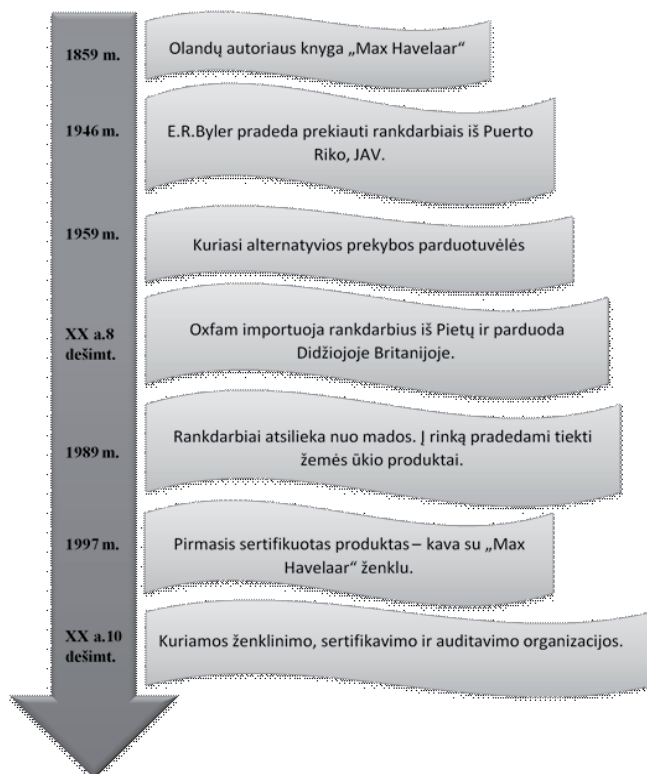 1859 m.
Olandų autoriaus knyga „Max Havelaar“
1946 m.
E.R.Byler pradeda prekiauti rankdarbiais iš Puerto
Riko, JAV.
1959 m.
Kuriasi alternatyvios prekybos parduotuvėlės
XX a.8
dešimt.
Oxfam importuoja rankdarbius iš Pietų ir parduoda
Didžiojoje Britanijoje.
1989 m.
Rankdarbiai atsilieka nuo mados. Į rinką pradedami tiekti
žemės ūkio produktai.
1997 m.
Pirmasis sertifikuotas produktas – kava su „Max
Havelaar“ ženklu.
XX a.10
dešimt.
Kuriamos ženklinimo, sertifikavimo ir auditavimo organizacijos.